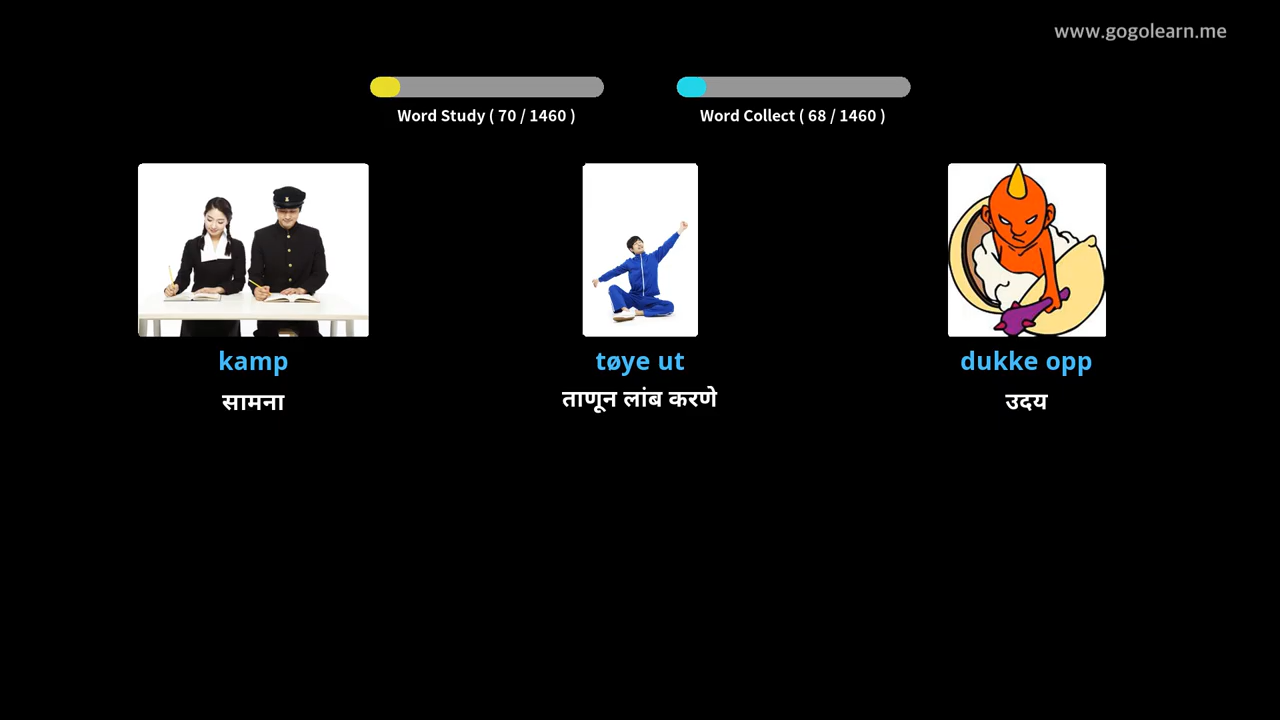 www.gogolearn.me
Word Study ( 70 / 1460 )
Word Collect ( 68 / 1460 )
kamp
tøye ut
dukke opp
सामना
ताणून लांब करणे
उदय